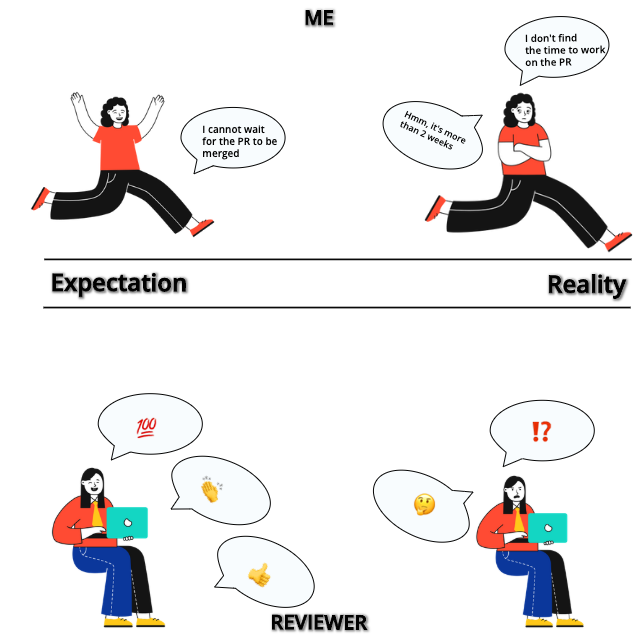 ME
I cannot wait
for the PR to be
merged
I don't find
the time to work
on the PR
Hmm, it's more
than 2 weeks
Expectation
Reality
💯
👏
👍
⁉️
🤔
REVIEWER